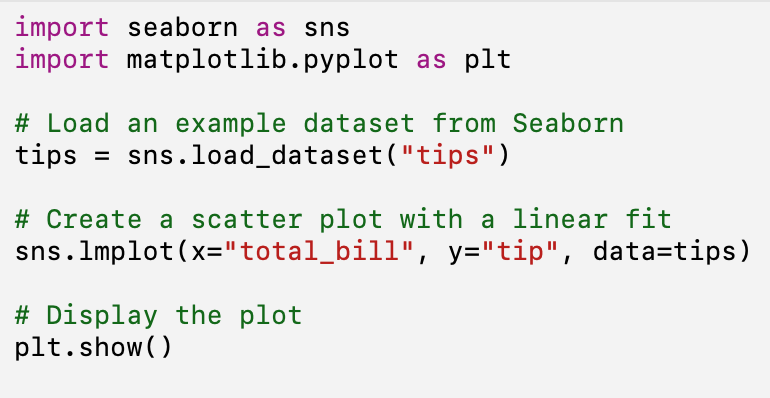 import seaborn as sns
import matplotlib.pyplot as plt
# Load an example dataset from Seaborn
tips = sns.load_dataset("tips")
# Create a scatter plot with a linear fit
sns.lmplot(x="total_bill", y="tip", data=tips)
# Display the plot
plt.show()